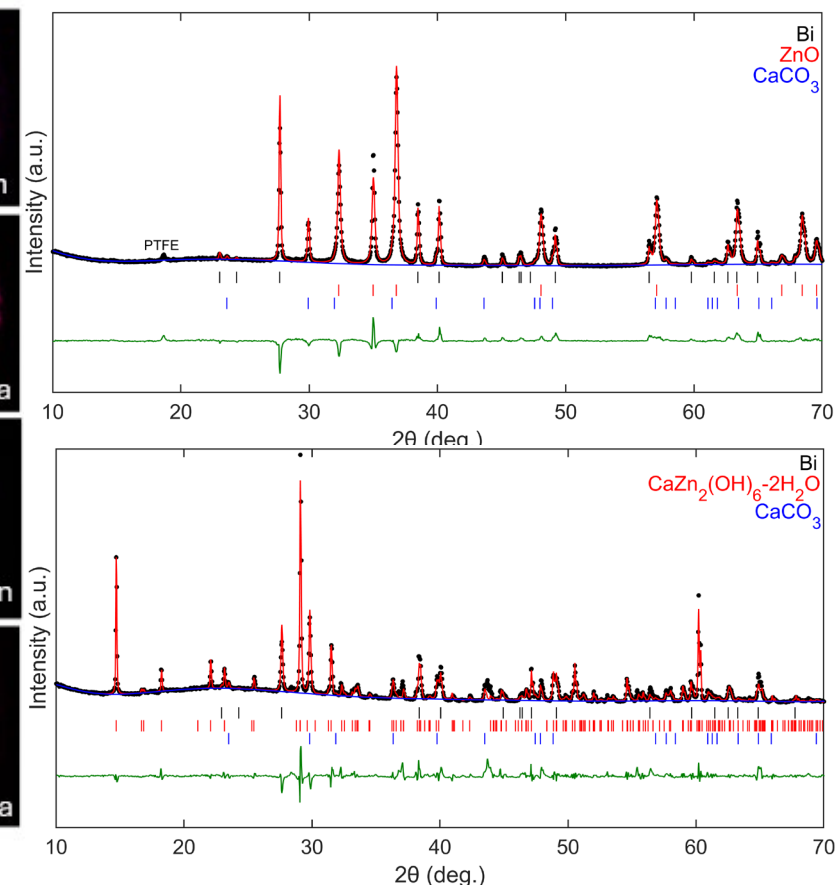 n
a
n
a
Bi
ZnO
CaCO3
PTFE
Intensity (a.u.)
10 20 30 40 50 60 70
2θ (deg.)
Bi
CaZn2(OH)6-2H2O
CaCO3
Intensity (a.u.)
10 20 30 40 50 60 70
2θ (deg.)